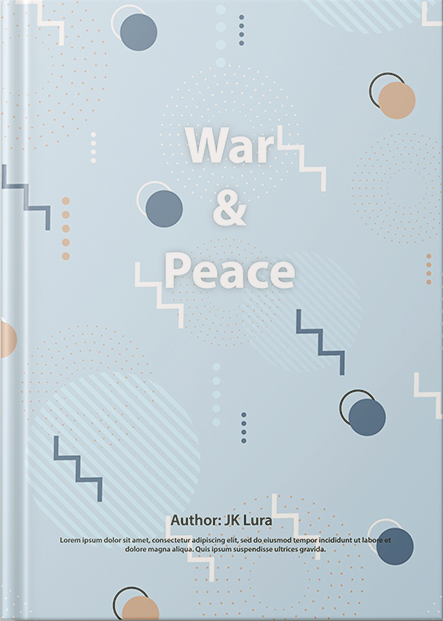 War
&
Peace
Author: JK Lura
Lorem ipsum dolor sit amet, consectetur adipiscing elit, sed do eiusmod tempor incididunt ut labore et
dolore magna aliqua. Quis ipsum suspendisse ultrices gravida.